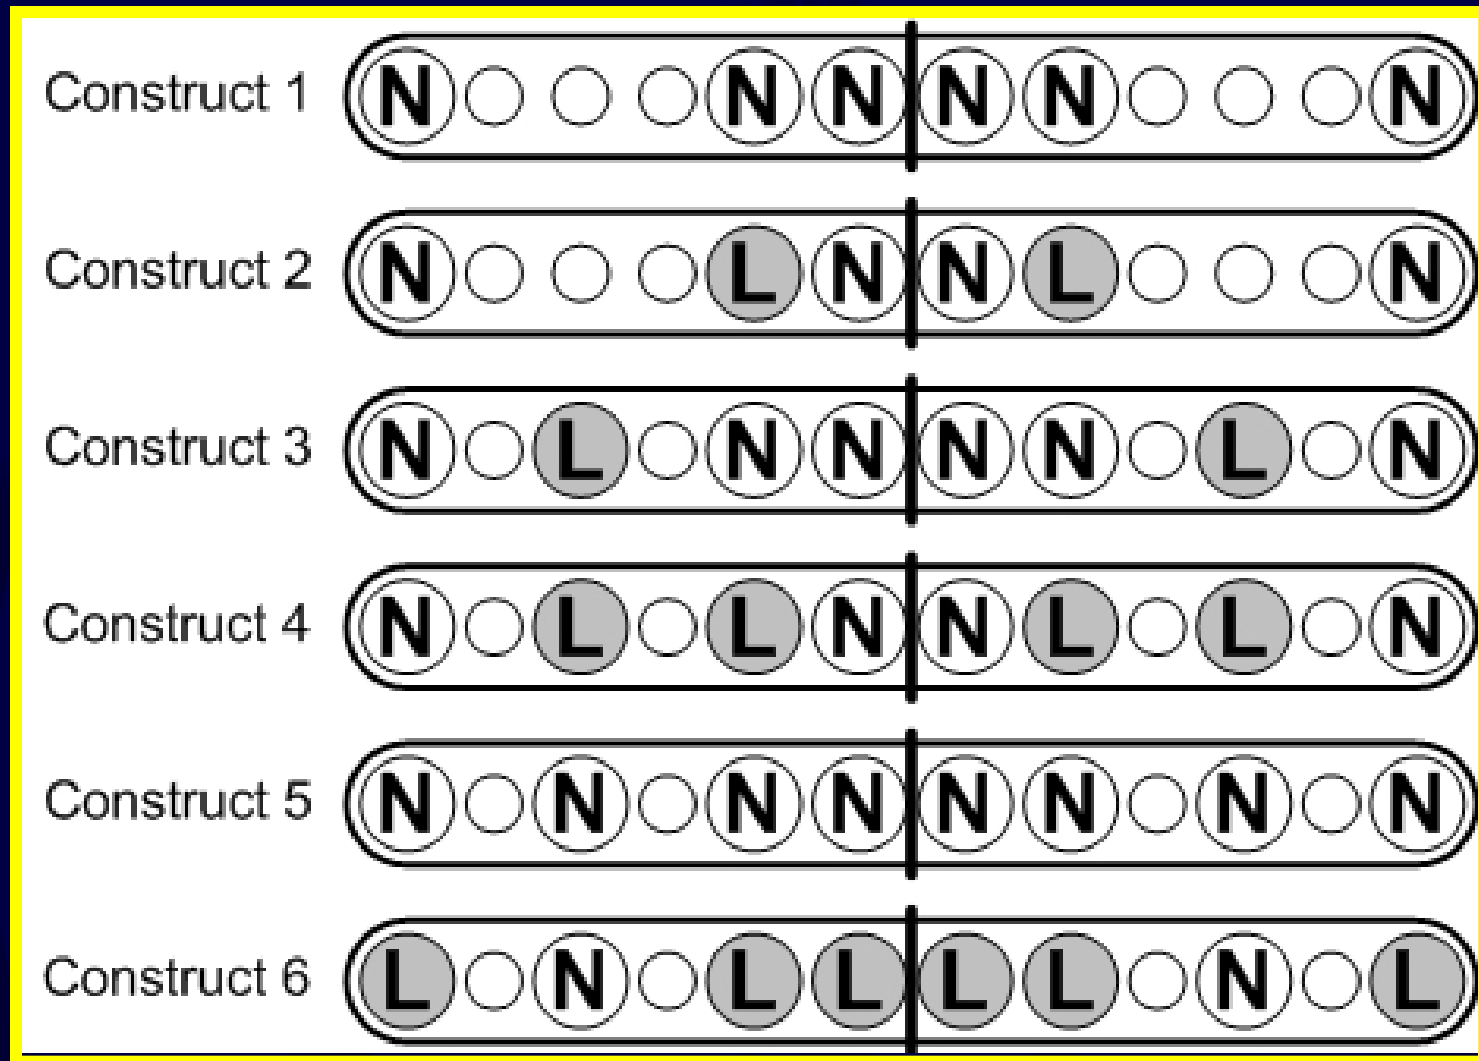 Construct 1 N N N N N N
Construct 2 N L N N L N
Construct 3 N L N N N N L N
Construct 4 N L L N N L L N
Construct 5 N N N N N N N N
Construct 6 L N L L L L N L